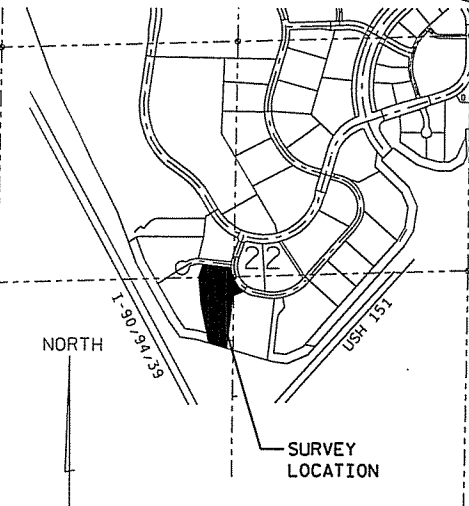 22
I-90/94/39
USH 151
NORTH
SURVEY
LOCATION